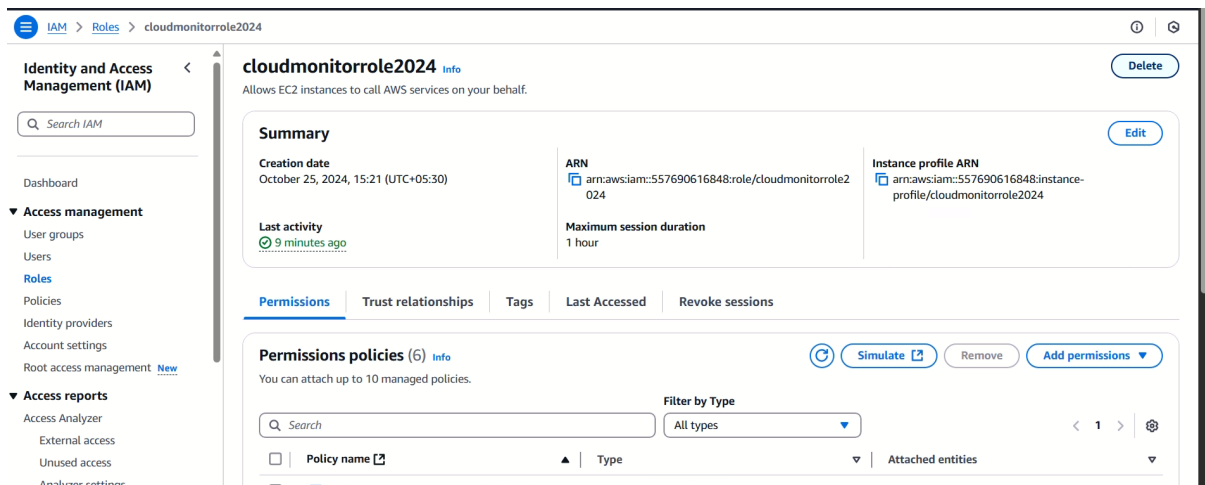 IAM > Roles > cloudmonitorrole2024
Identity and Access
Management (IAM)
Search IAM
Dashboard
Access management
User groups
Users
Roles
Policies
Identity providers
Account settings
Root access management New
Access reports
Access Analyzer
External access
Unused access
Analyzer settings
cloudmonitorrole2024 Info
Delete
Allows EC2 instances to call AWS services on your behalf.
Summary
Edit
Creation date
October 25, 2024, 15:21 (UTC+05:30)
ARN
arn:aws:iam::557690616848:role/cloudmonitorrole2
024
Instance profile ARN
arn:aws:iam::557690616848:instance-
profile/cloudmonitorrole2024
Last activity
9 minutes ago
Maximum session duration
1 hour
Permissions Trust relationships Tags Last Accessed Revoke sessions
Permissions policies (6) Info
Simulate Remove Add permissions
You can attach up to 10 managed policies.
Filter by Type
Search
All types
1
Policy name Type Attached entities